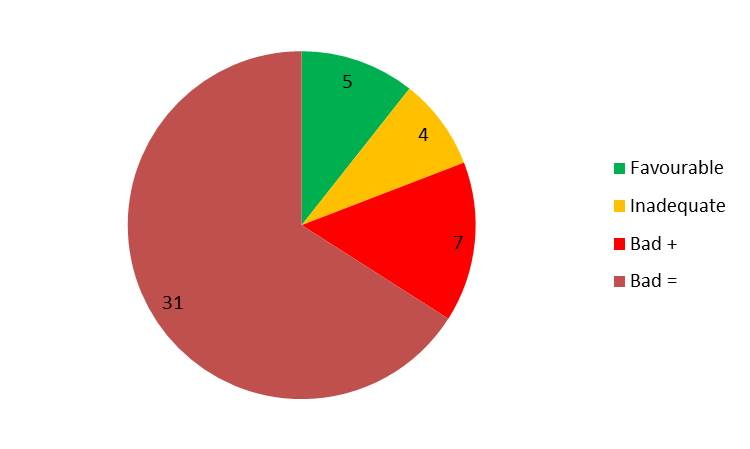 5
4
7
31
Favourable
Inadequate
Bad +
Bad =